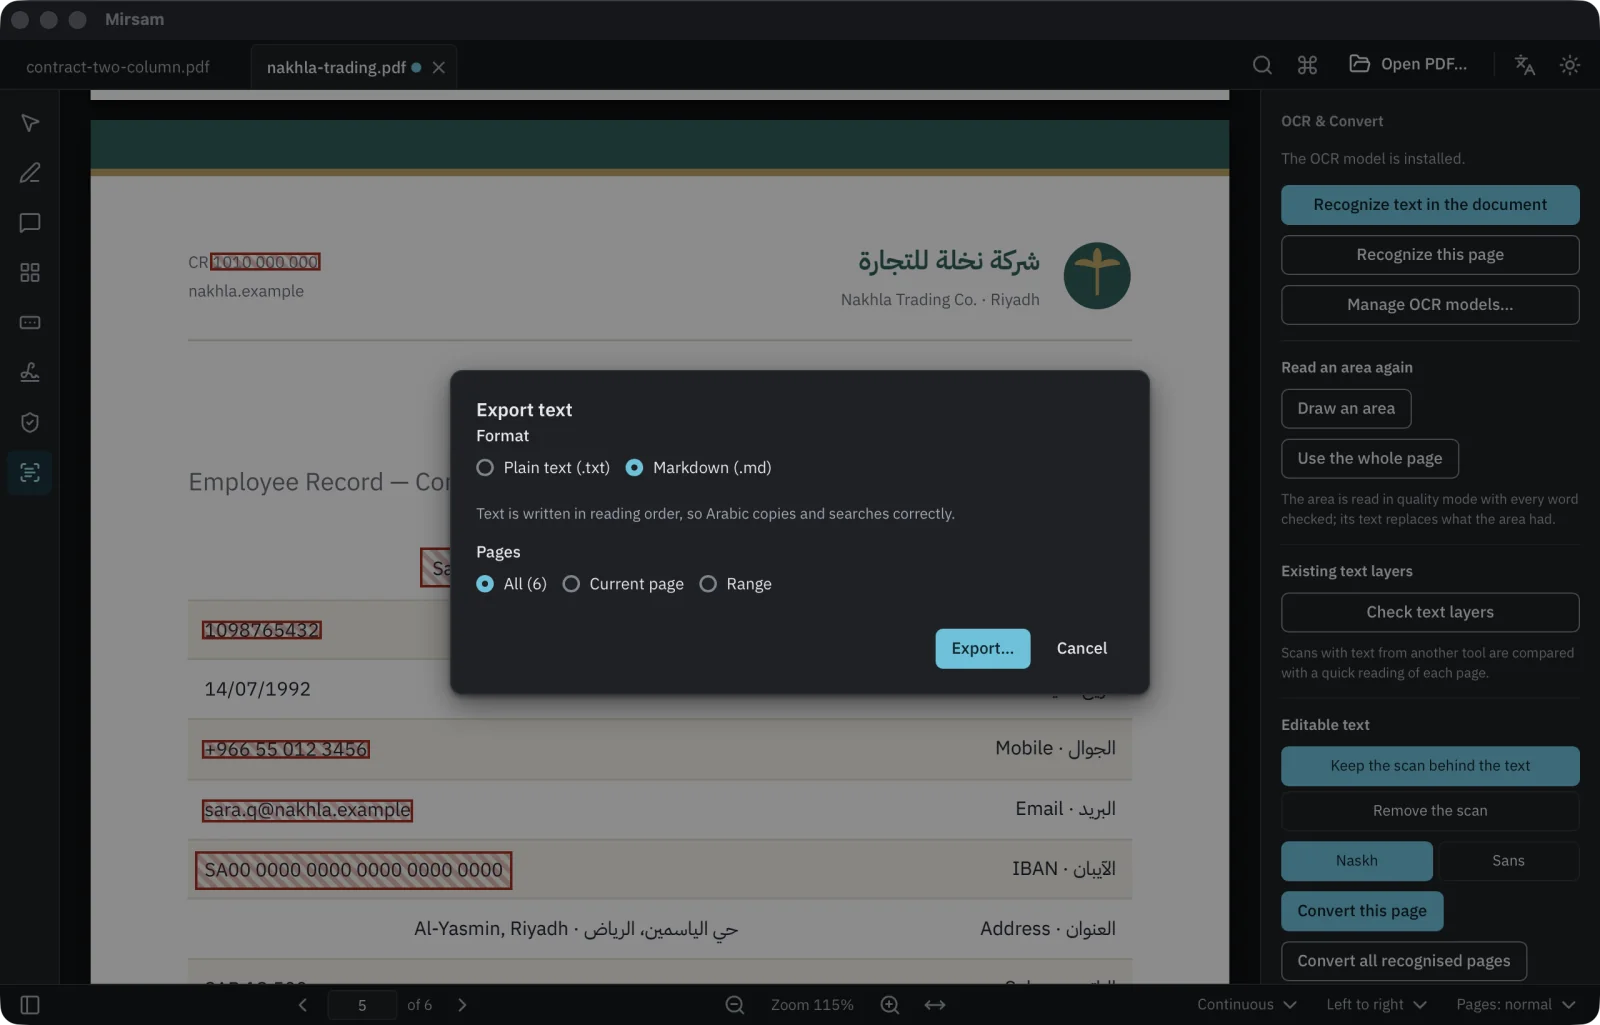 Mirsam
contract-two-column.pdf
nakhla-trading.pdf
Open PDF...
CR 1010 000 000
nakhla.example
شركة نخلة للتجارة
Nakhla Trading Co. · Riyadh
Employee Record — Cor
Sa
1098765432
14/07/1992
+966 55 012 3456
Mobile · الجوال
sara.q@nakhla.example
Email · البريد
SA00 0000 0000 0000 0000 0000
IBAN · الآيبان
Al-Yasmin, Riyadh · حي الياسمين، الرياض
Address · العنوان
Export text
Format
Plain text (.txt)
Markdown (.md)
Text is written in reading order, so Arabic copies and searches correctly.
Pages
All (6)
Current page
Range
Export...
Cancel
OCR & Convert
The OCR model is installed.
Recognize text in the document
Recognize this page
Manage OCR models...
Read an area again
Draw an area
Use the whole page
The area is read in quality mode with every word
checked; its text replaces what the area had.
Existing text layers
Check text layers
Scans with text from another tool are compared
with a quick reading of each page.
Editable text
Keep the scan behind the text
Remove the scan
Naskh
Sans
Convert this page
Convert all recognised pages
5
of 6
Zoom 115%
Continuous
Left to right
Pages: normal